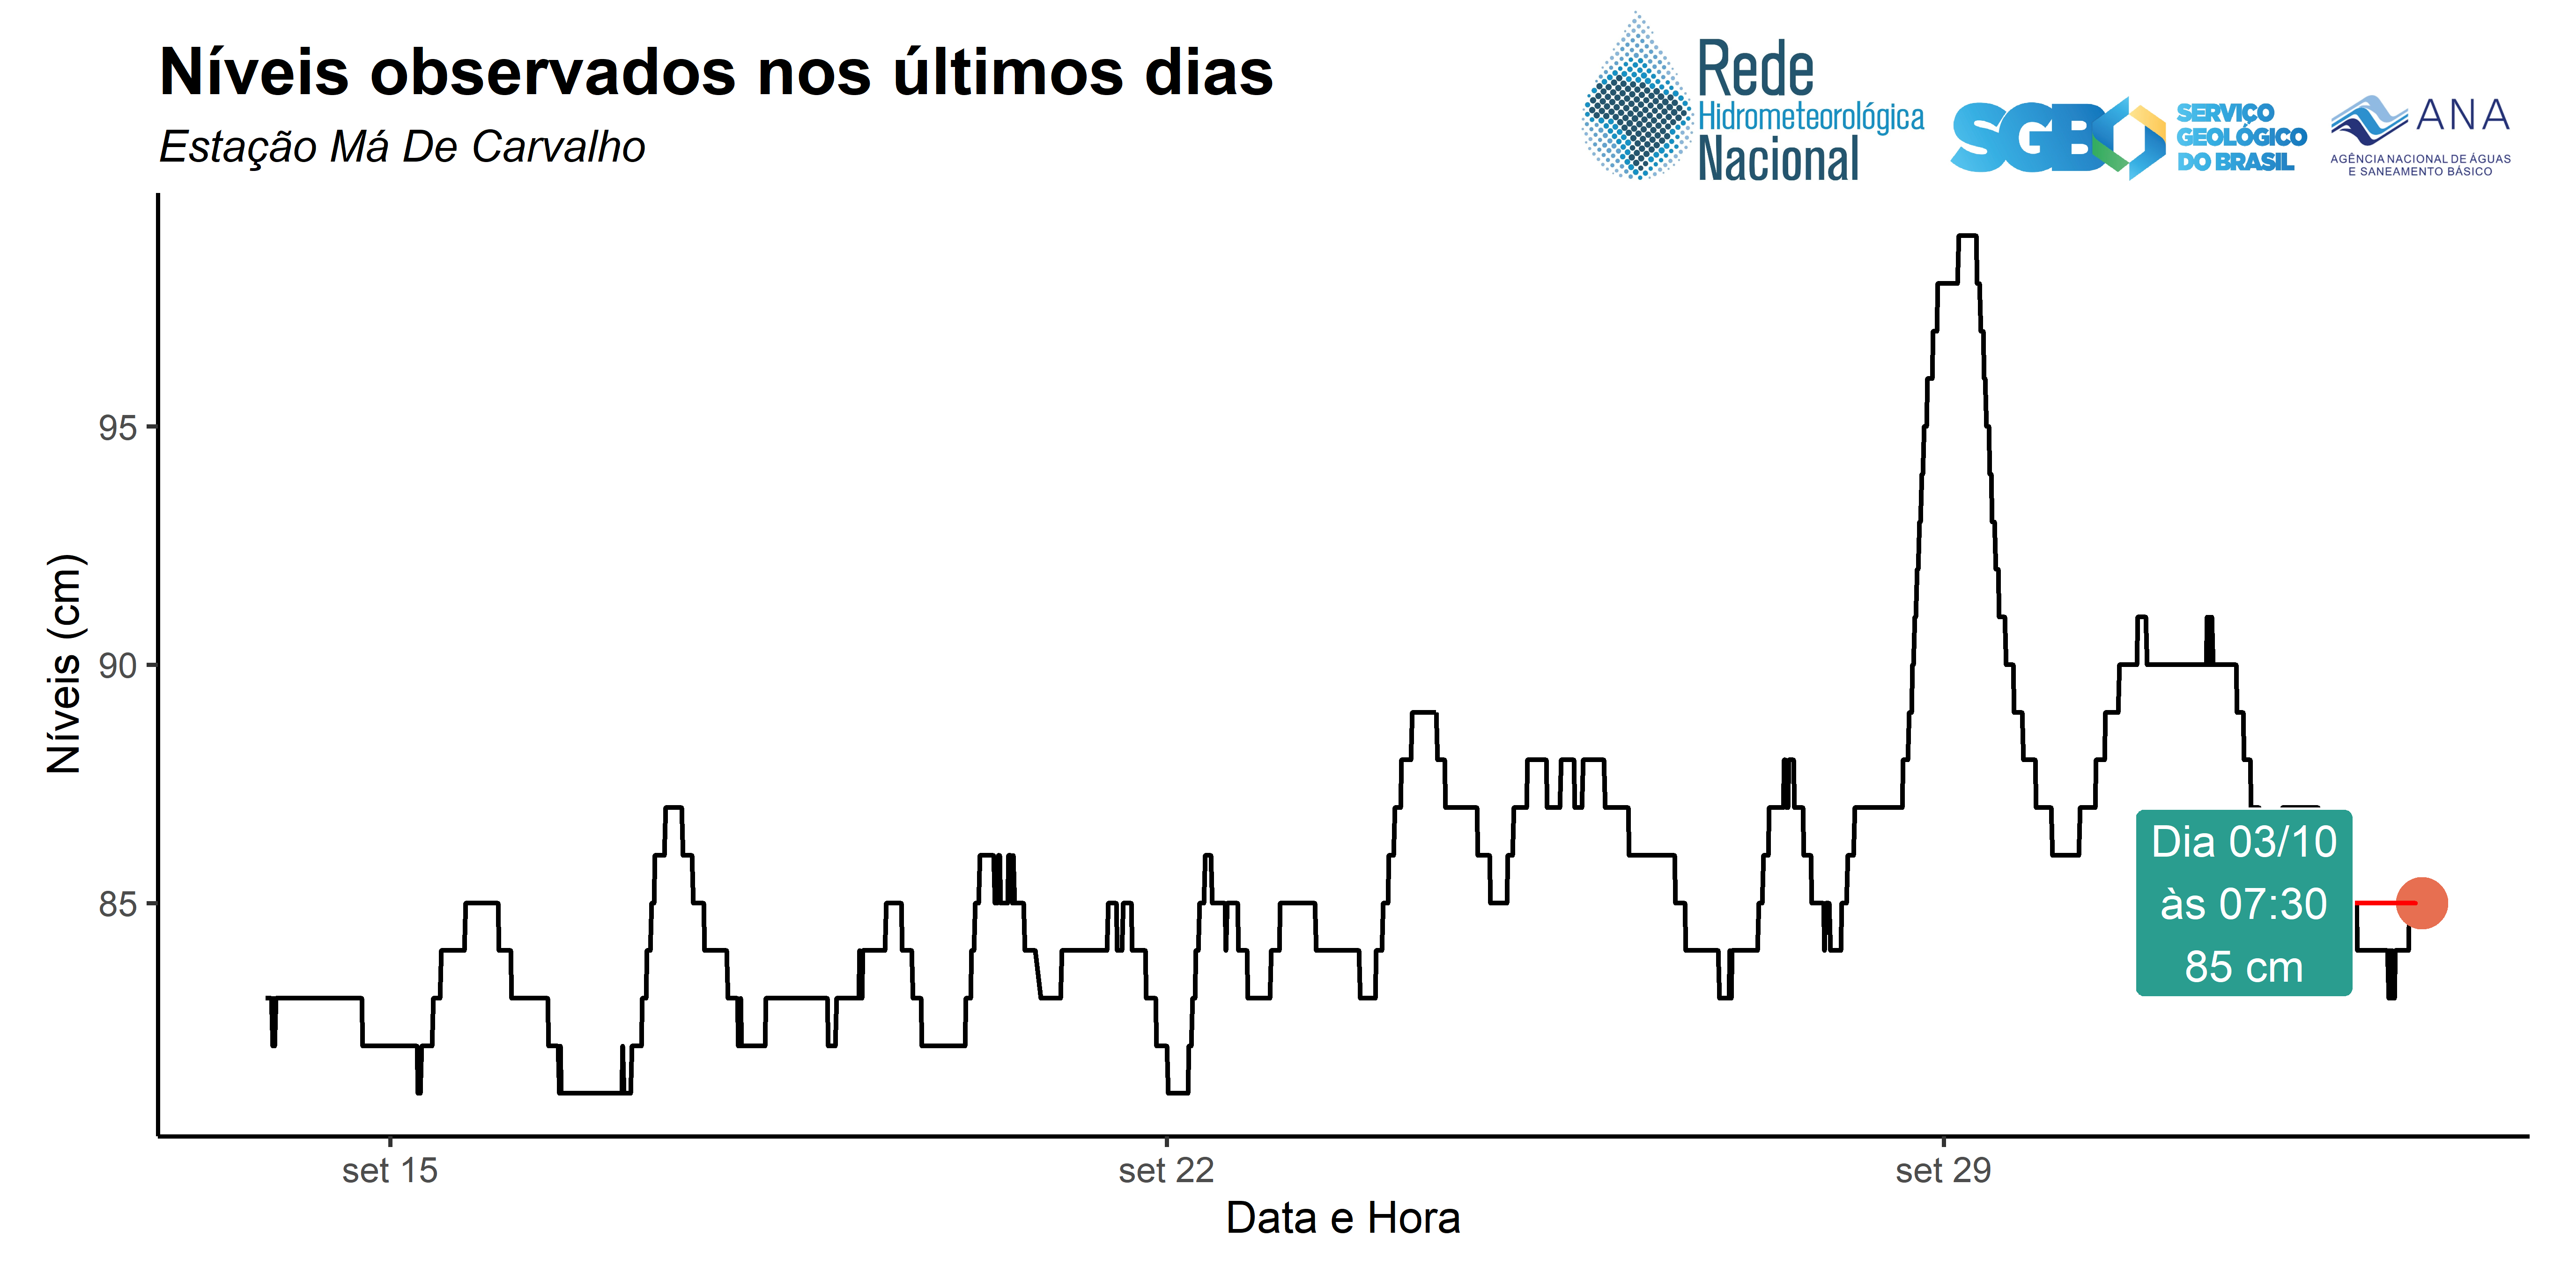 Níveis observados nos últimos dias
Estação Má De Carvalho
Rede
Hidrometeorológica
Nacional
SGB
SERVIÇO
GEOLÓGICO
DO BRASIL
ANA
AGÊNCIA NACIONAL DE ÁGUAS
E SANEAMENTO BÁSICO
Níveis (cm)
95
90
85
Dia 03/10
às 07:30
85 cm
set 15
set 22
set 29
Data e Hora